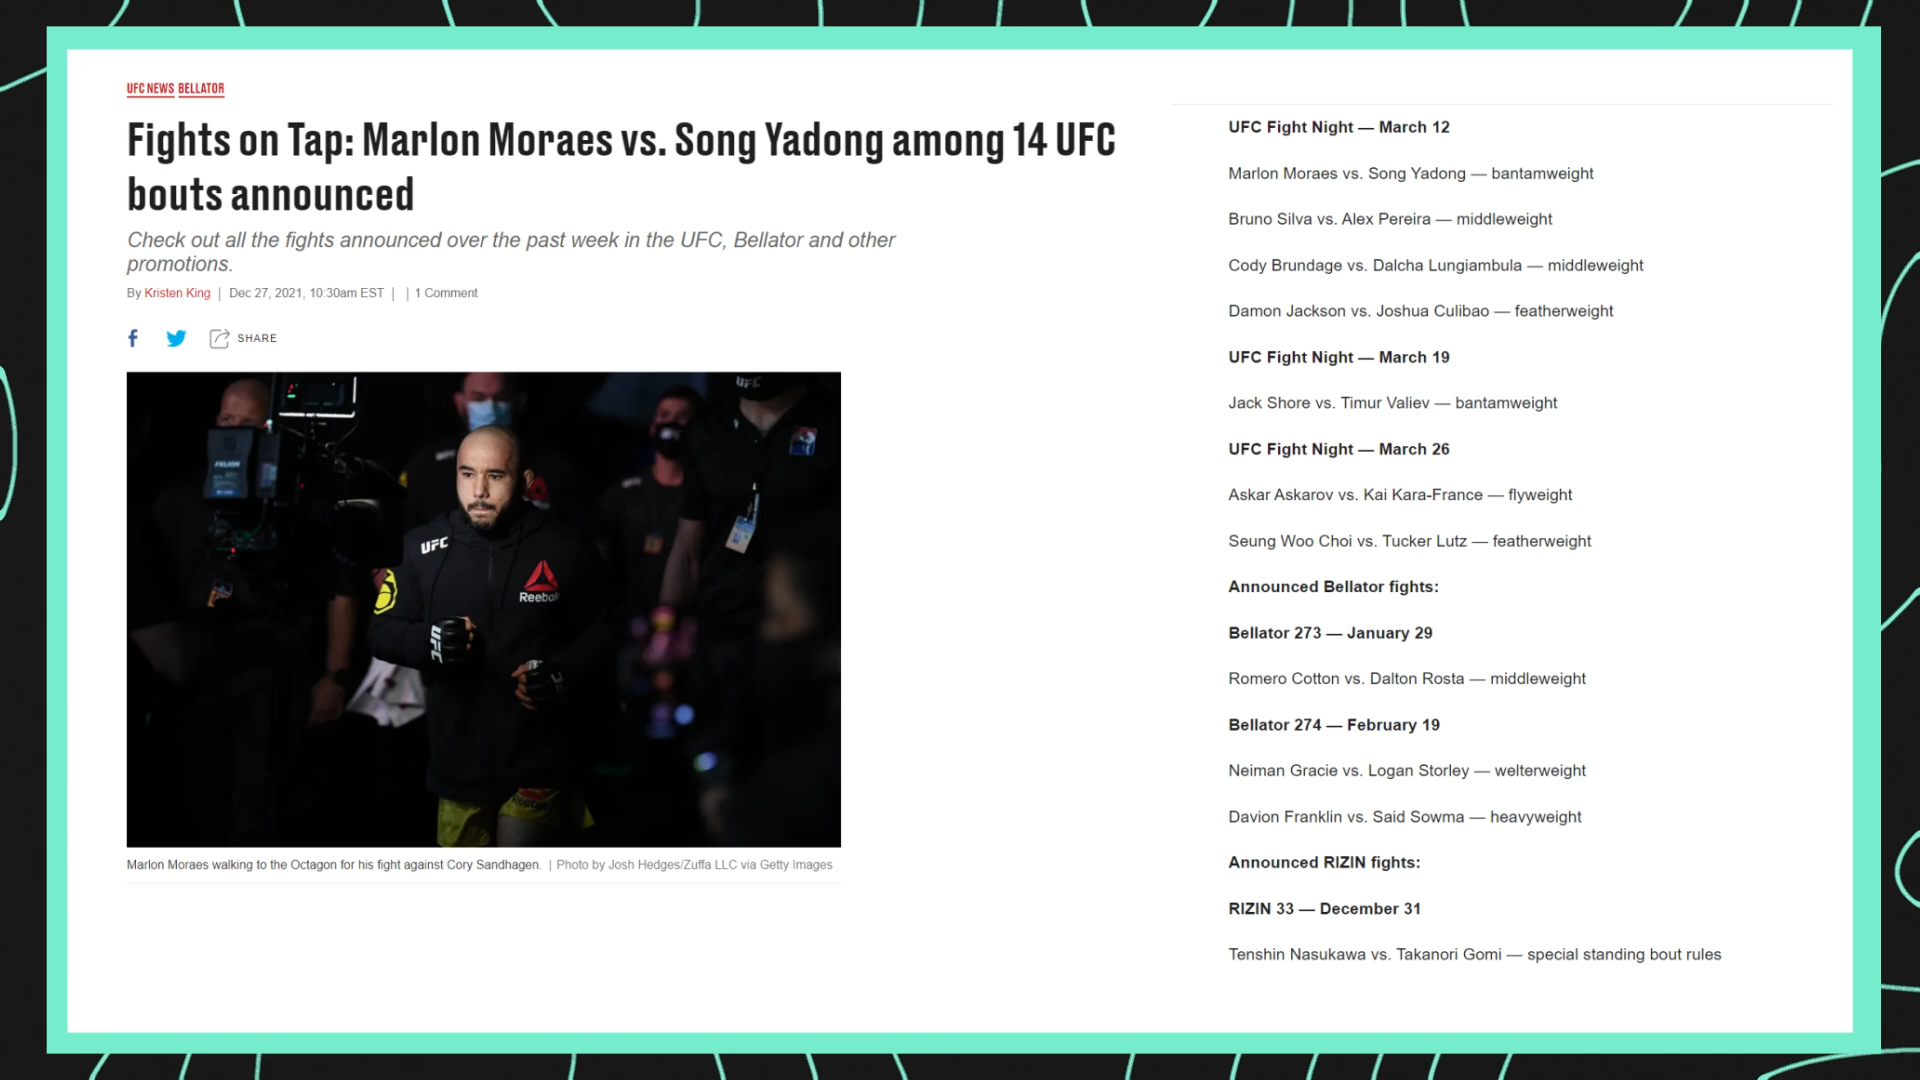 UFC NEWS BELLATOR
Fights on Tap: Marlon Moraes vs. Song Yadong among 14 UFC
bouts announced
Check out all the fights announced over the past week in the UFC, Bellator and other
promotions.
By Kristen King | Dec 27, 2021, 10:30am EST | | 1 Comment
SHARE
UFC
UFC
Reebok
UFC
Reebok
Marlon Moraes walking to the Octagon for his fight against Cory Sandhagen. | Photo by Josh Hedges/Zuffa LLC via Getty Images
UFC Fight Night — March 12
Marlon Moraes vs. Song Yadong — bantamweight
Bruno Silva vs. Alex Pereira — middleweight
Cody Brundage vs. Dalcha Lungiambula — middleweight
Damon Jackson vs. Joshua Culibao — featherweight
UFC Fight Night — March 19
Jack Shore vs. Timur Valiev — bantamweight
UFC Fight Night — March 26
Askar Askarov vs. Kai Kara-France — flyweight
Seung Woo Choi vs. Tucker Lutz — featherweight
Announced Bellator fights:
Bellator 273 — January 29
Romero Cotton vs. Dalton Rosta — middleweight
Bellator 274 — February 19
Neiman Gracie vs. Logan Storley — welterweight
Davion Franklin vs. Said Sowma — heavyweight
Announced RIZIN fights:
RIZIN 33 — December 31
Tenshin Nasukawa vs. Takanori Gomi — special standing bout rules